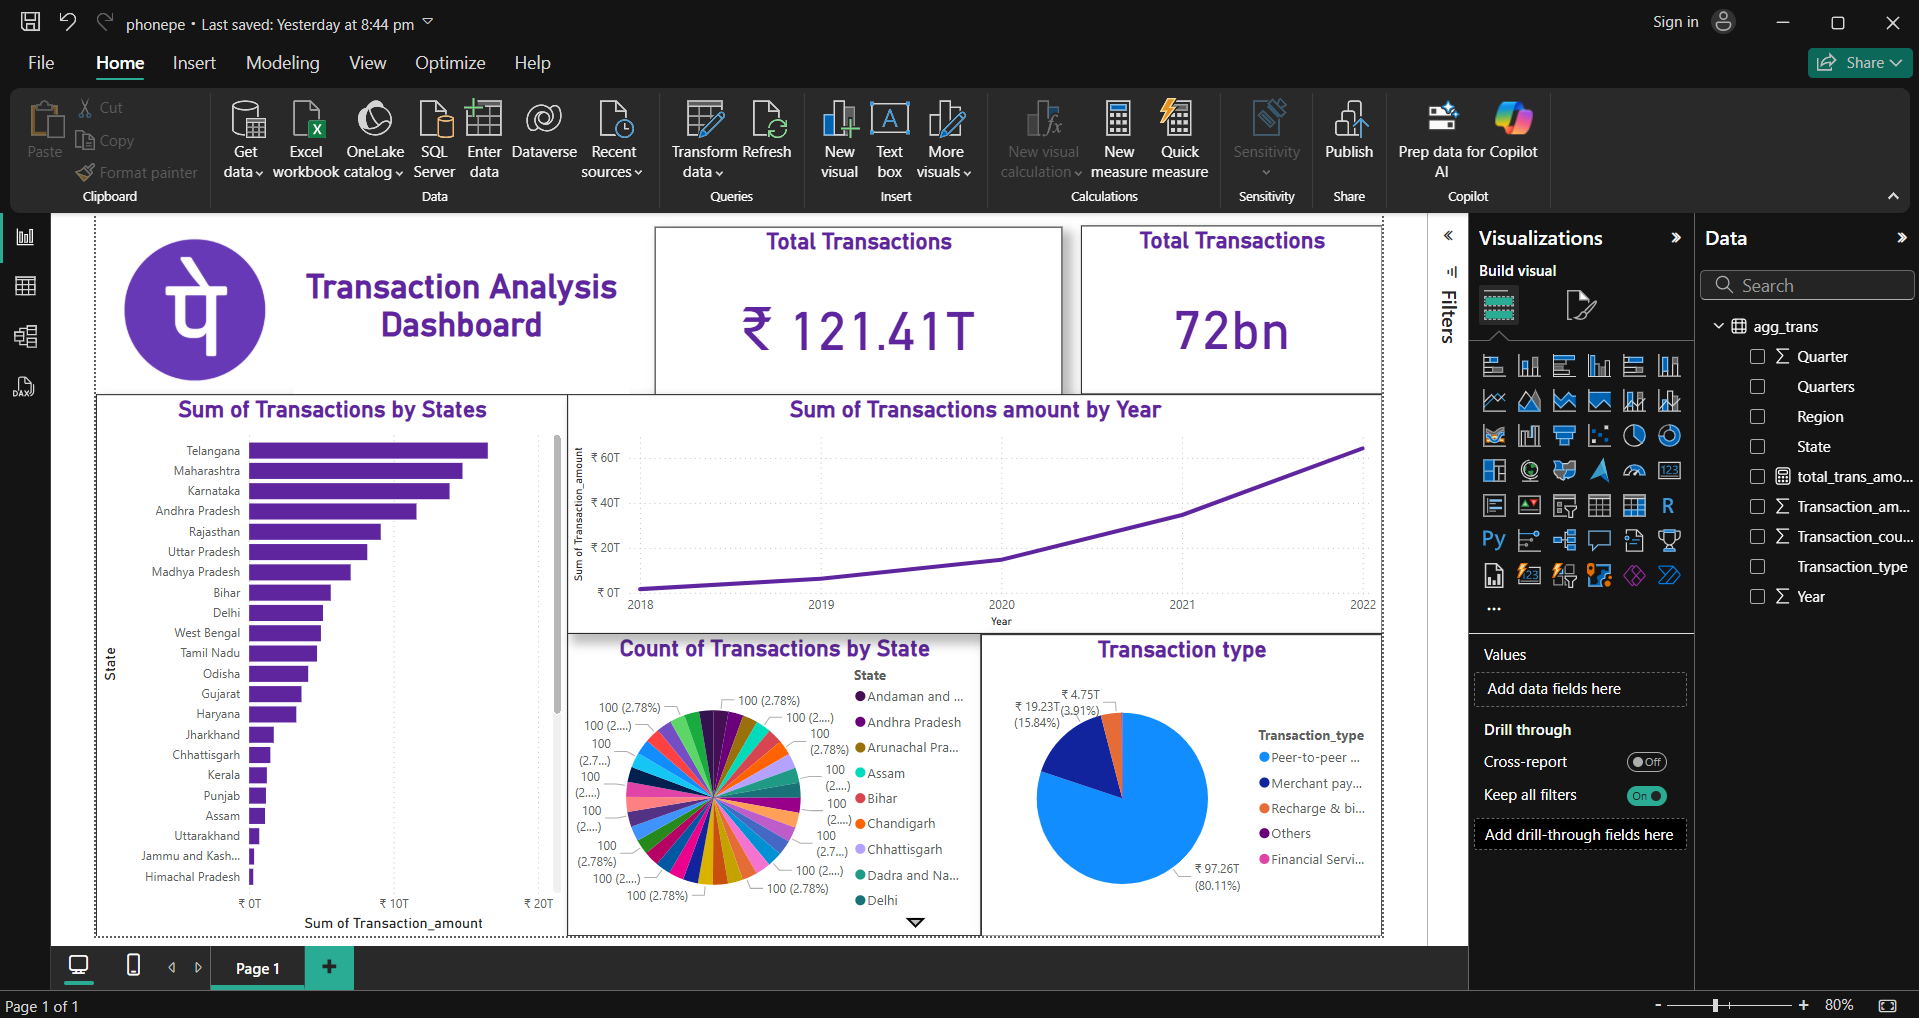 phonepe • Last saved: Yesterday at 8:44 pm
Sign in
File Home Insert Modeling View Optimize Help
Share
Paste
Cut
Copy
Format painter
Clipboard
Get data
Excel workbook
OneLake catalog
SQL Server
Enter data
Dataverse
Recent sources
Data
Transform data
Refresh
Queries
New visual
Text box
More visuals
Insert
New visual calculation
New measure
Quick measure
Calculations
Sensitivity
Sensitivity
Publish
Share
Prep data for AI
Copilot
Copilot
पे
Transaction Analysis
Dashboard
Total Transactions
₹ 121.41T
Total Transactions
72bn
Sum of Transactions by States
State
Telangana
Maharashtra
Karnataka
Andhra Pradesh
Rajasthan
Uttar Pradesh
Madhya Pradesh
Bihar
Delhi
West Bengal
Tamil Nadu
Odisha
Gujarat
Haryana
Jharkhand
Chhattisgarh
Kerala
Punjab
Assam
Uttarakhand
Jammu and Kash...
Himachal Pradesh
₹ 0T ₹ 10T ₹ 20T
Sum of Transaction_amount
Sum of Transactions amount by Year
Sum of Transaction_amount
₹ 60T
₹ 40T
₹ 20T
₹ 0T
2018 2019 2020 2021 2022
Year
Count of Transactions by State
100 (2.78%)
100 (2....)
100
(2.78%)
100
(2....)
100
(2....)
100
(2.7...)
100 (2....)
100 (2.78%)
100 (2.78%)
100 (2....)
100
(2.78%)
100
(2....)
100
(2....)
100
(2.7...)
100 (2....)
100 (2.78%)
State
Andaman and ...
Andhra Pradesh
Arunachal Pra...
Assam
Bihar
Chandigarh
Chhattisgarh
Dadra and Na...
Delhi
Transaction type
₹ 4.75T
(3.91%)
₹ 19.23T
(15.84%)
₹ 97.26T
(80.11%)
Transaction_type
Peer-to-peer ...
Merchant pay...
Recharge & bi...
Others
Financial Servi...
Filters
Visualizations
Build visual
123
R
Py
123
...
Values
Add data fields here
Drill through
Cross-report
Off
Keep all filters
On
Add drill-through fields here
Data
Search
agg_trans
Quarter
Quarters
Region
State
total_trans_amo...
Transaction_am...
Transaction_cou...
Transaction_type
Year
DAX
Page 1
+
Page 1 of 1
- + 80%